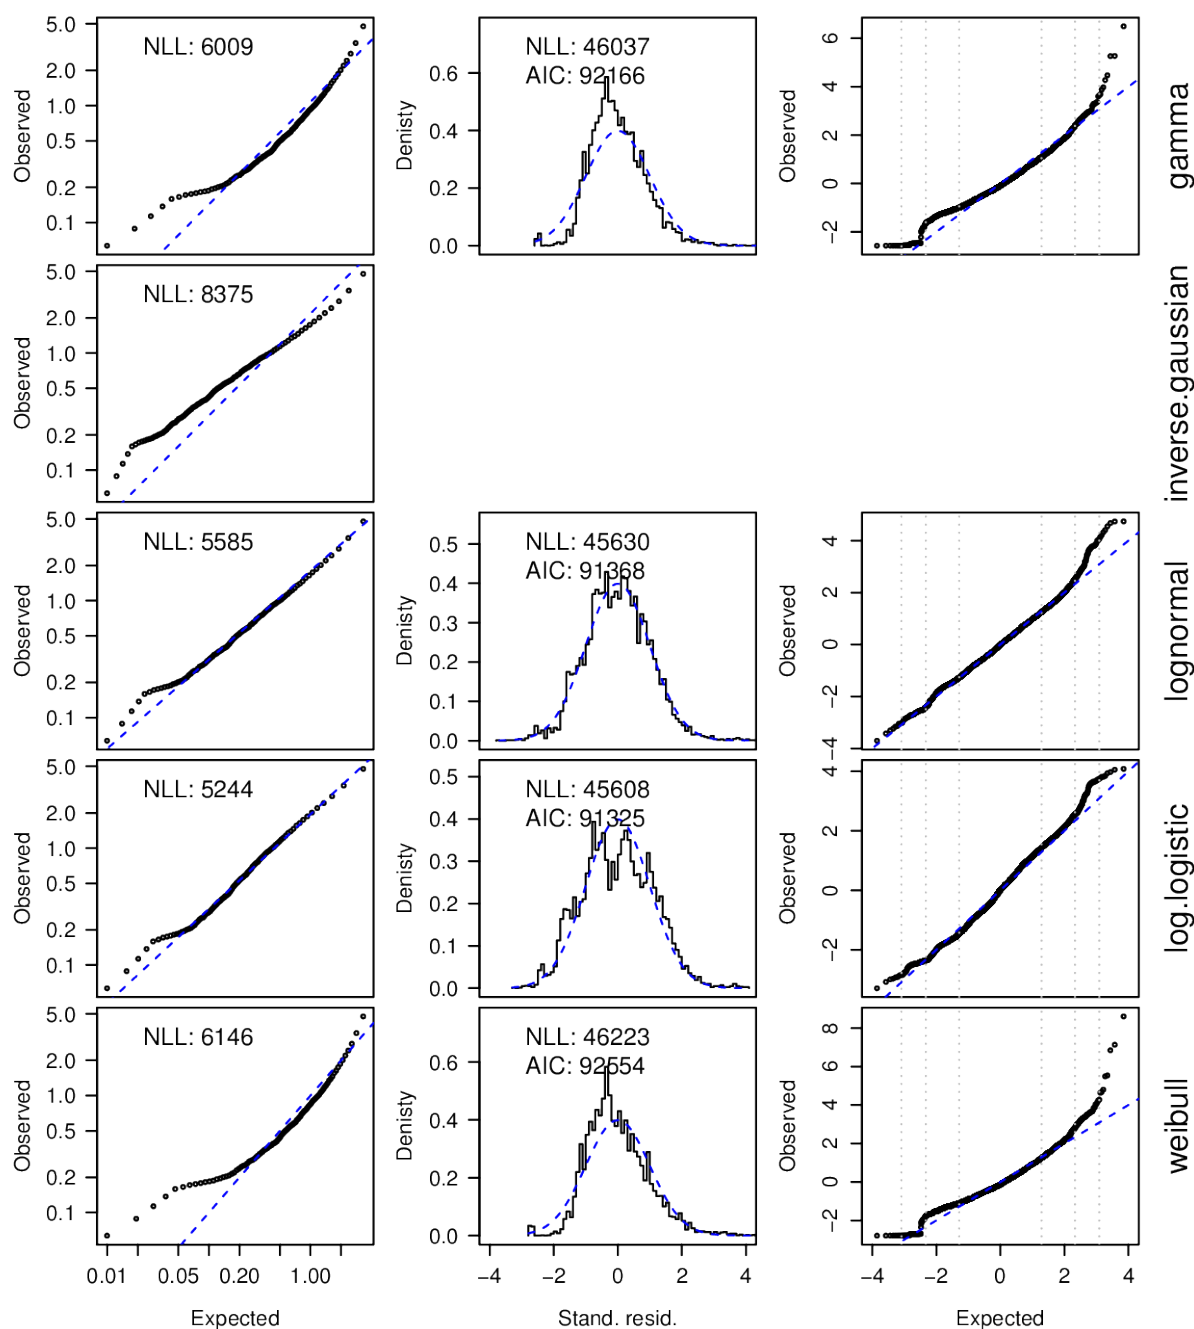 NLL: 6009
5.0
2.0
1.0
0.5
0.2
0.1
Observed
NLL: 46037
AIC: 92166
0.6
0.4
0.2
0.0
Denisty
6
4
2
0
−2
Observed
gamma
NLL: 8375
5.0
2.0
1.0
0.5
0.2
0.1
Observed
inverse.gaussian
NLL: 5585
5.0
2.0
1.0
0.5
0.2
0.1
Observed
NLL: 45630
AIC: 91368
0.5
0.4
0.3
0.2
0.1
0.0
Denisty
4
2
0
−2
−4
Observed
lognormal
NLL: 5244
5.0
2.0
1.0
0.5
0.2
0.1
Observed
NLL: 45608
AIC: 91325
0.5
0.4
0.3
0.2
0.1
0.0
Denisty
4
2
0
−2
Observed
log.logistic
NLL: 6146
5.0
2.0
1.0
0.5
0.2
0.1
Observed
0.01 0.05 0.20 1.00
Expected
NLL: 46223
AIC: 92554
0.6
0.4
0.2
0.0
Denisty
−4 −2 0 2 4
Stand. resid.
8
6
4
2
0
−2
Observed
−4 −2 0 2 4
Expected
weibull